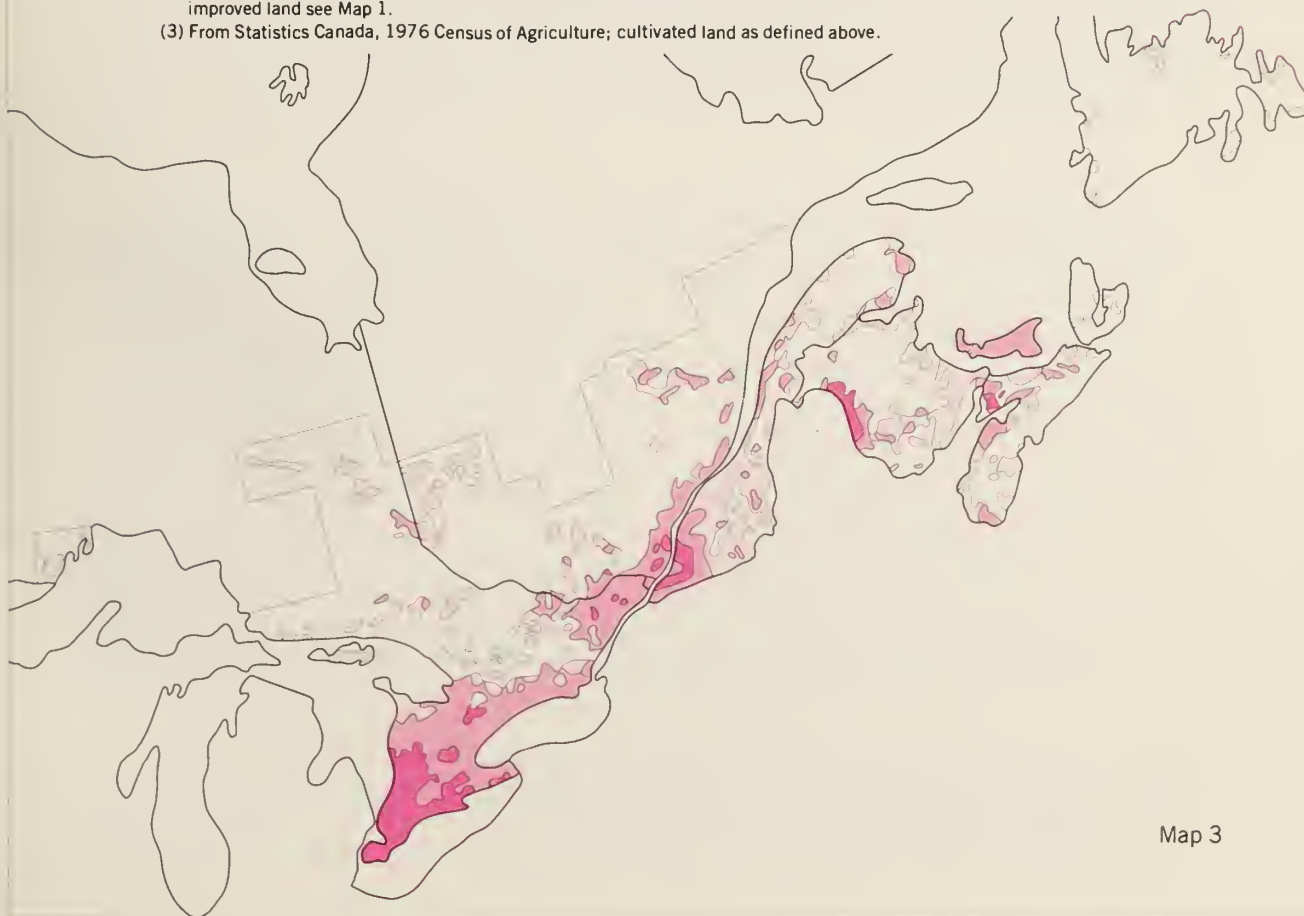 improved land see Map 1.
(3) From Statistics Canada, 1976 Census of Agriculture; cultivated land as defined above.
Map 3